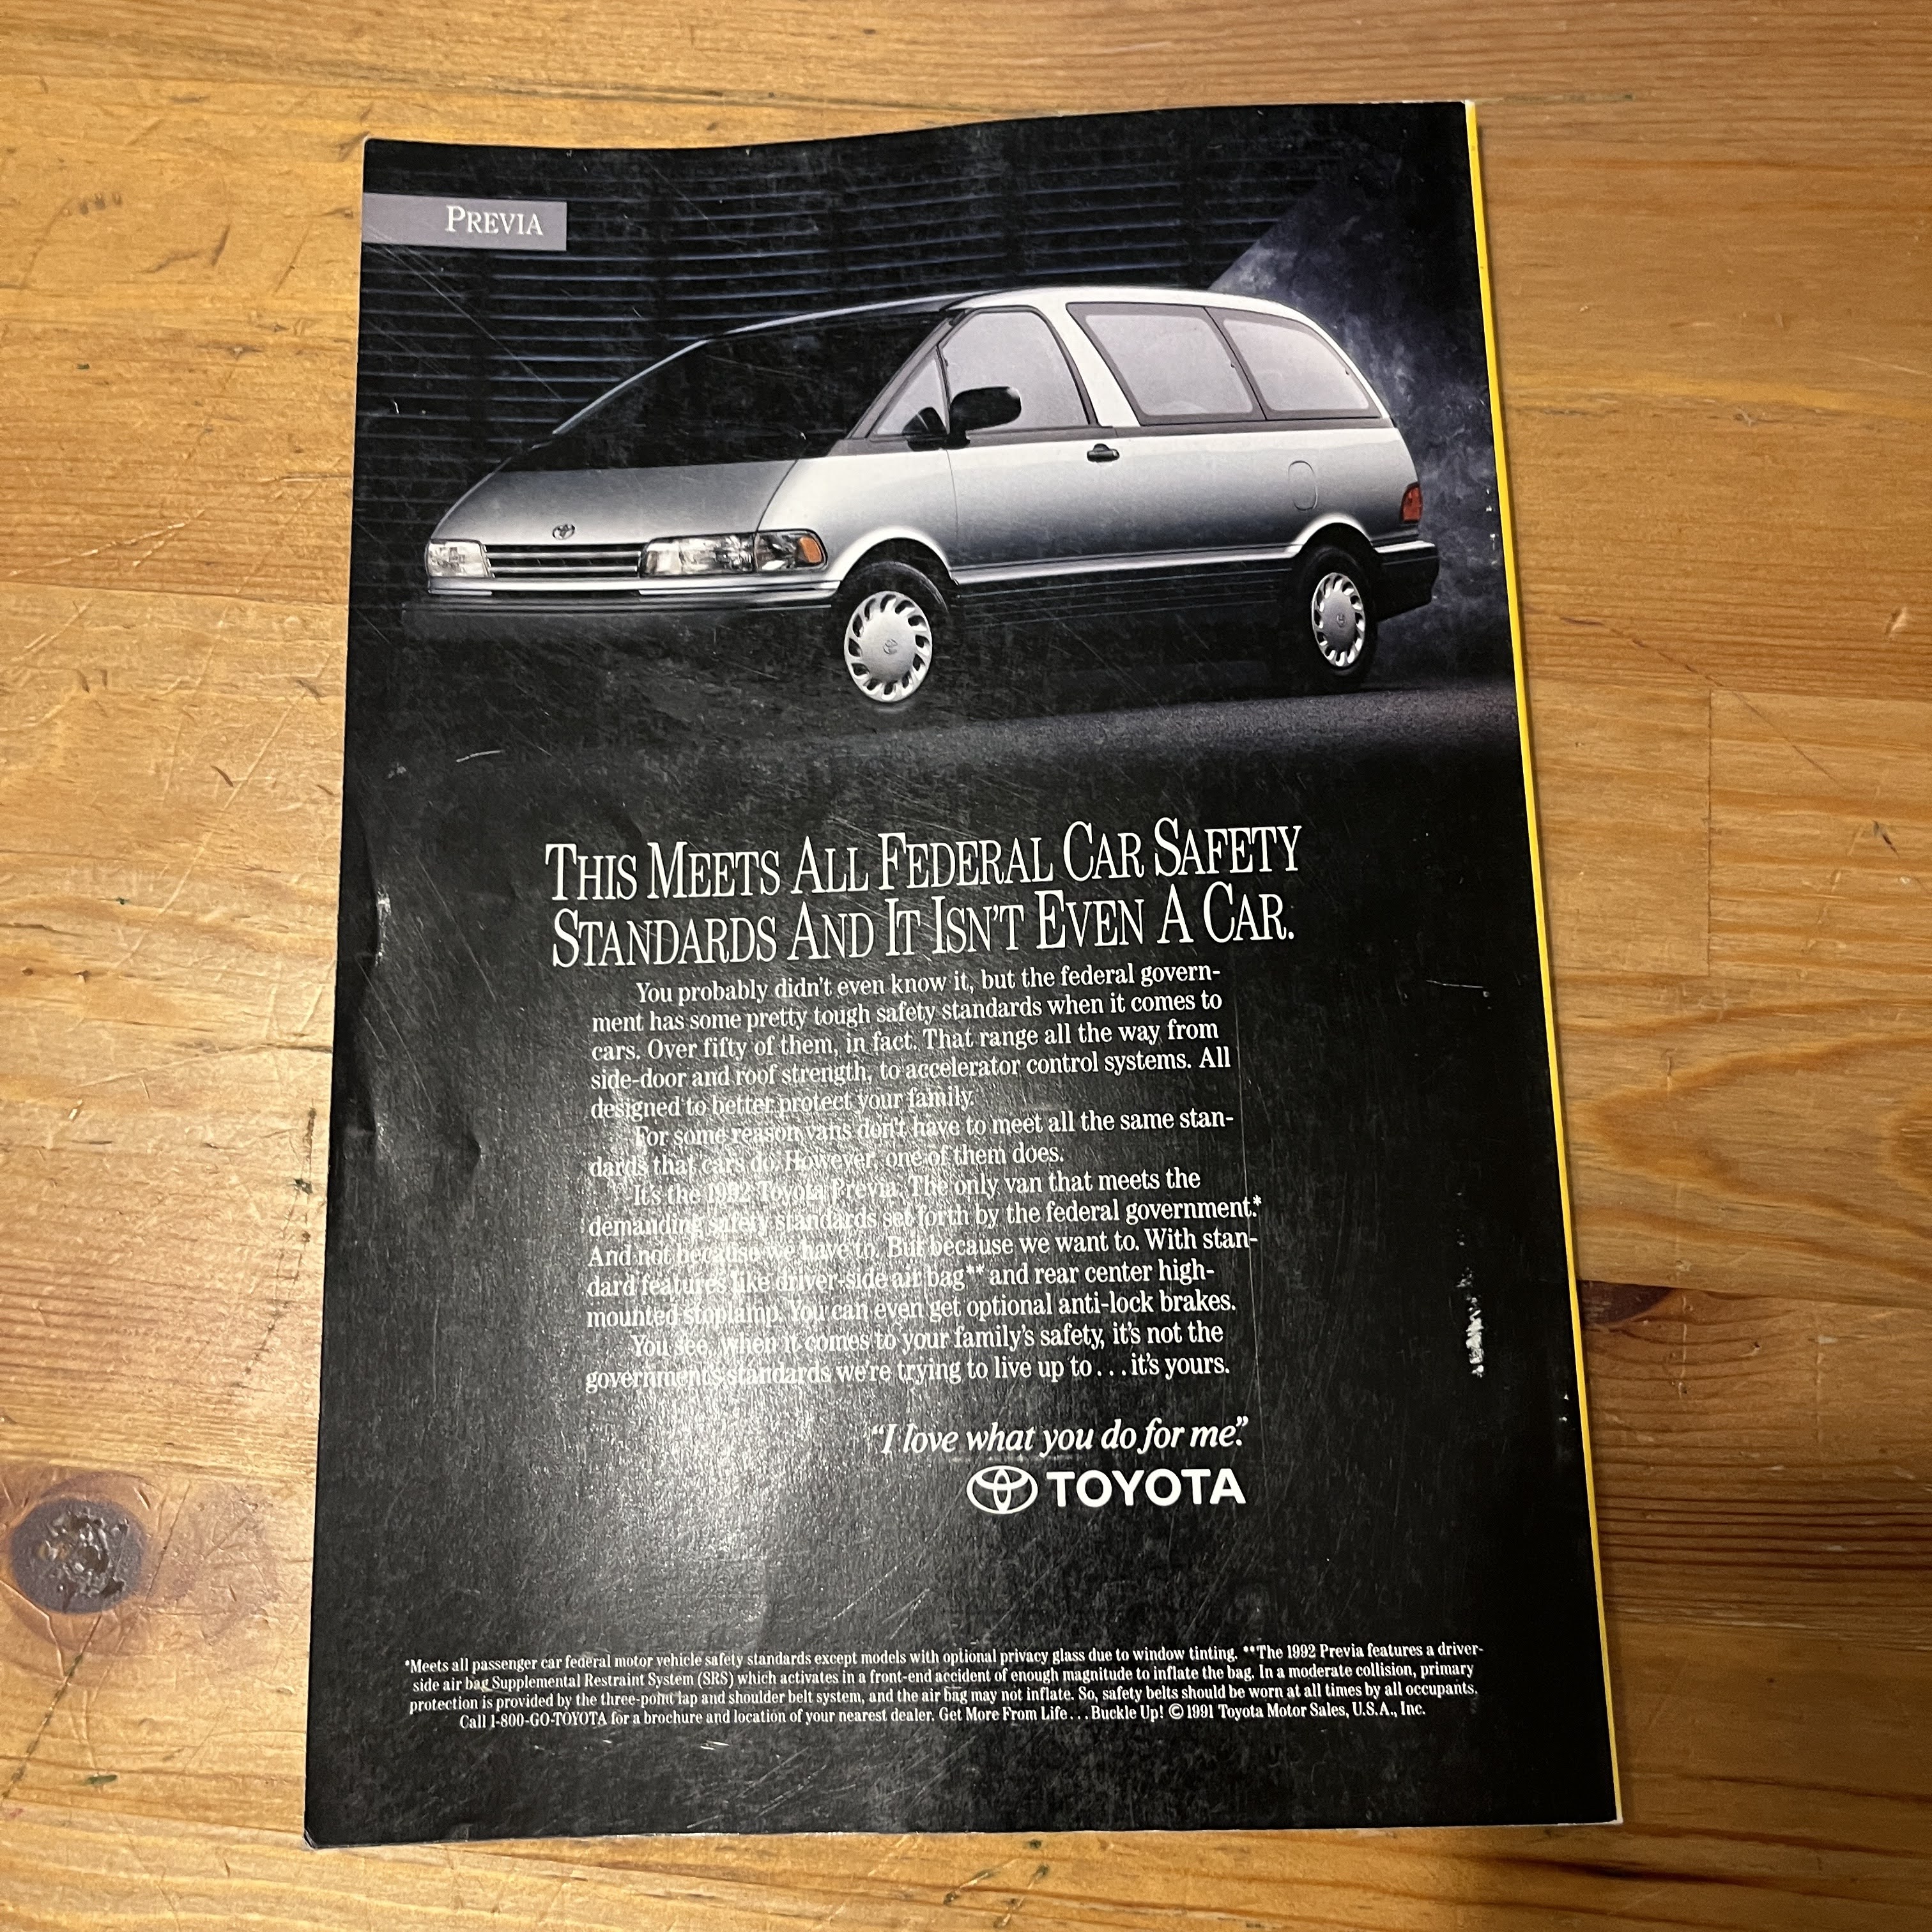 PREVIA
THIS MEETS ALL FEDERAL CAR SAFETY
STANDARDS AND IT ISN'T EVEN A CAR.
You probably didn't even know it, but the federal govern-
ment has some pretty tough safety standards when it comes to
cars. Over fifty of them, in fact. That range all the way from
side-door and roof strength, to accelerator control systems. All
designed to better protect your family.
For some reason vans don't have to meet all the same stan-
dards that cars do. However, one of them does.
It's the 1992 Toyota Previa. The only van that meets the
demanding safety standards set forth by the federal government.*
And not because we have to. But because we want to. With stan-
dard features like driver-side air bag** and rear center high-
mounted stoplamp. You can even get optional anti-lock brakes.
You see, when it comes to your family's safety, it's not the
government's standards we're trying to live up to...it's yours.
"I love what you do for me."
TOYOTA
*Meets all passenger car federal motor vehicle safety standards except models with optional privacy glass due to window tinting. **The 1992 Previa features a driver-
side air bag Supplemental Restraint System (SRS) which activates in a front-end accident of enough magnitude to inflate the bag. In a moderate collision, primary
protection is provided by the three-point lap and shoulder belt system, and the air bag may not inflate. So, safety belts should be worn at all times by all occupants.
Call 1-800-GO-TOYOTA for a brochure and location of your nearest dealer. Get More From Life...Buckle Up! © 1991 Toyota Motor Sales, U.S.A., Inc.